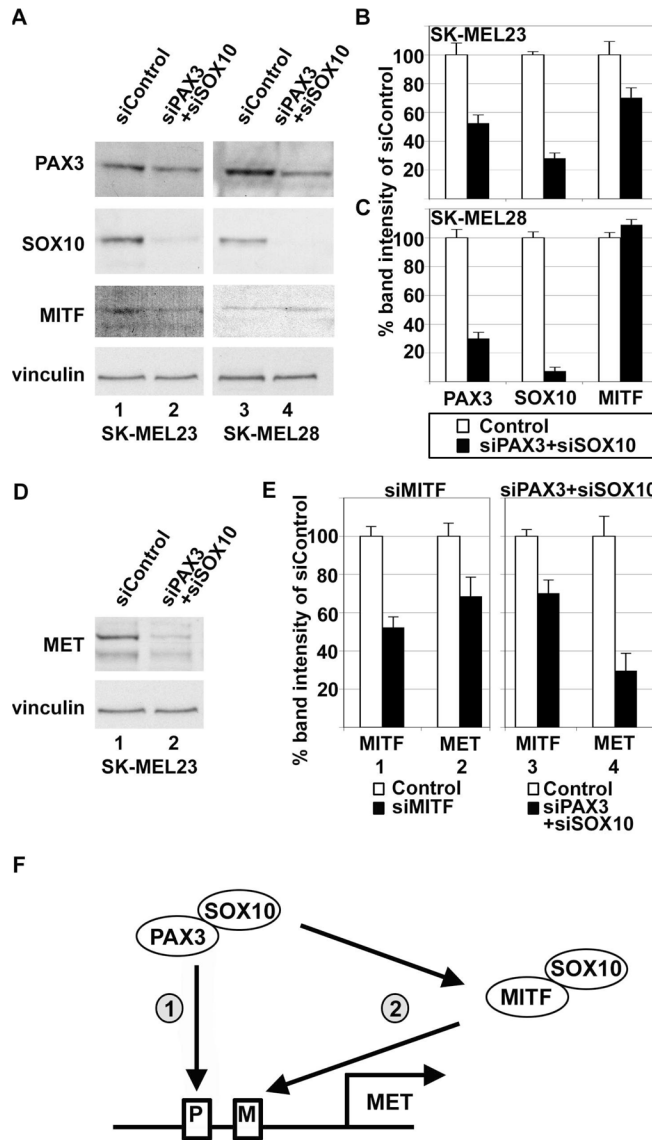 A
siControl
siPAX3
+siSOX10
siControl
siPAX3
+siSOX10
PAX3
SOX10
MITF
vinculin
1 2 3 4
SK-MEL23 SK-MEL28
B
SK-MEL23
100
80
60
40
20
C
SK-MEL28
100
80
60
40
20
% band intensity of siControl
PAX3 SOX10 MITF
Control
siPAX3+siSOX10
D
siControl
siPAX3
+siSOX10
MET
vinculin
1 2
SK-MEL23
E
siMITF siPAX3+siSOX10
% band intensity of siControl
100
80
60
40
20
MITF MET MITF MET
1 2 3 4
Control
siMITF
Control
siPAX3
+siSOX10
F
SOX10
PAX3
SOX10
MITF
1
2
P M MET